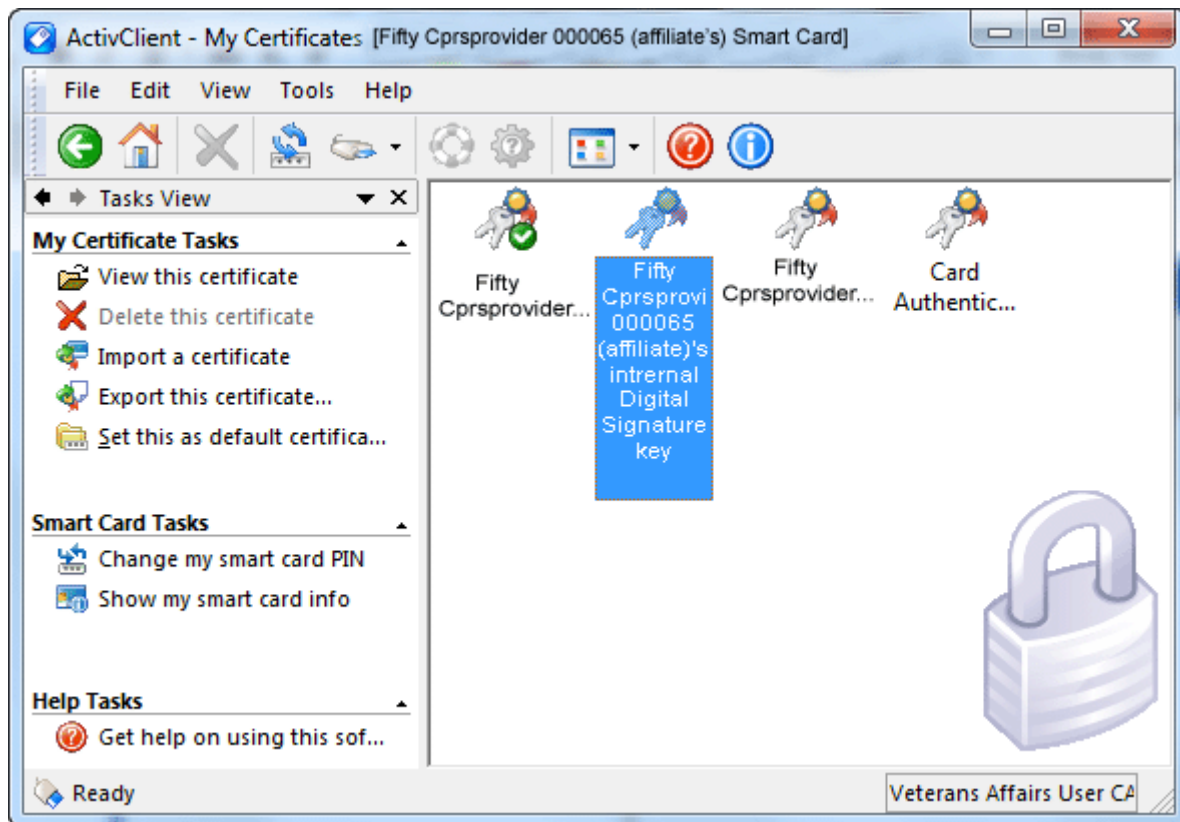 ActivClient - My Certificates [Fifty Cprsprovider 000065 (affiliate's) Smart Card]
File Edit View Tools Help
Tasks View
My Certificate Tasks
View this certificate
Delete this certificate
Import a certificate
Export this certificate...
Set this as default certifica...
Smart Card Tasks
Change my smart card PIN
Show my smart card info
Help Tasks
Get help on using this sof...
Fifty
Cprsprovider...
Fifty
Cprsprovi
000065
(affiliate)'s
intrernal
Digital
Signature
key
Fifty
Cprsprovider...
Card
Authentic...
Ready
Veterans Affairs User CA